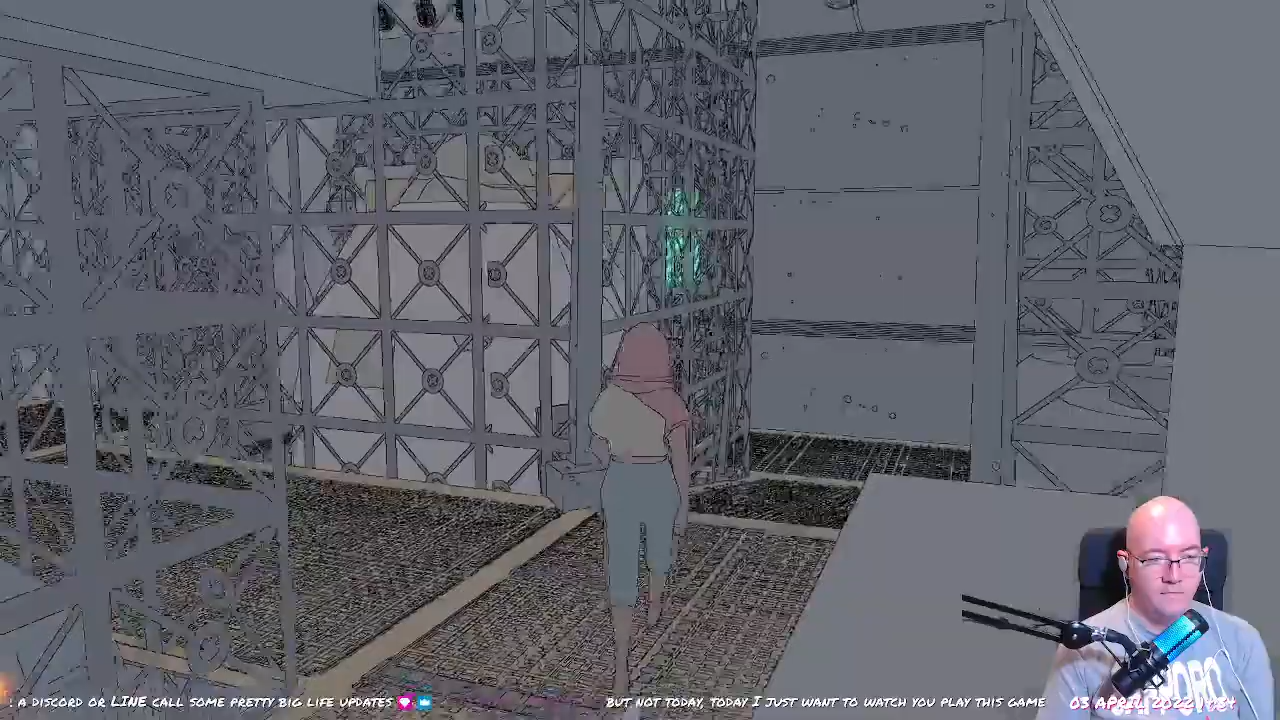 : A DISCORD OR LINE CALL SOME PRETTY BIG LIFE UPDATES
BUT NOT TODAY, TODAY I JUST WANT TO WATCH YOU PLAY THIS GAME
03 APRIL 2022